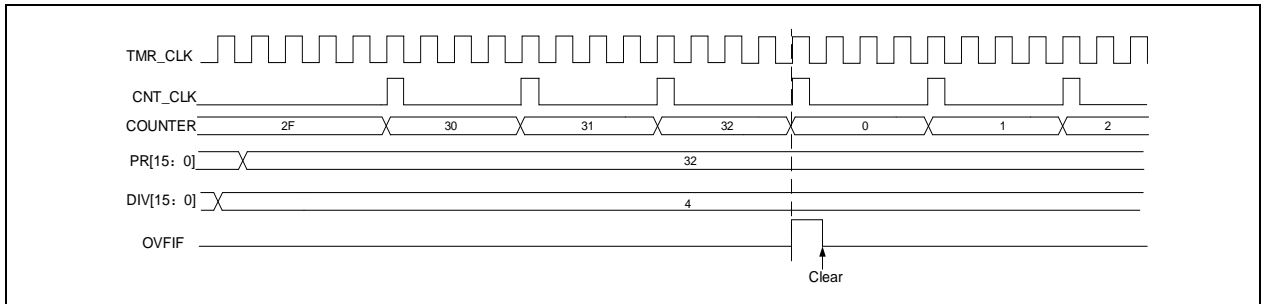 TMR_CLK
CNT_CLK
COUNTER 2F 30 31 32 0 1 2
PR[15：0] 32
DIV[15：0] 4
OVFIF
Clear